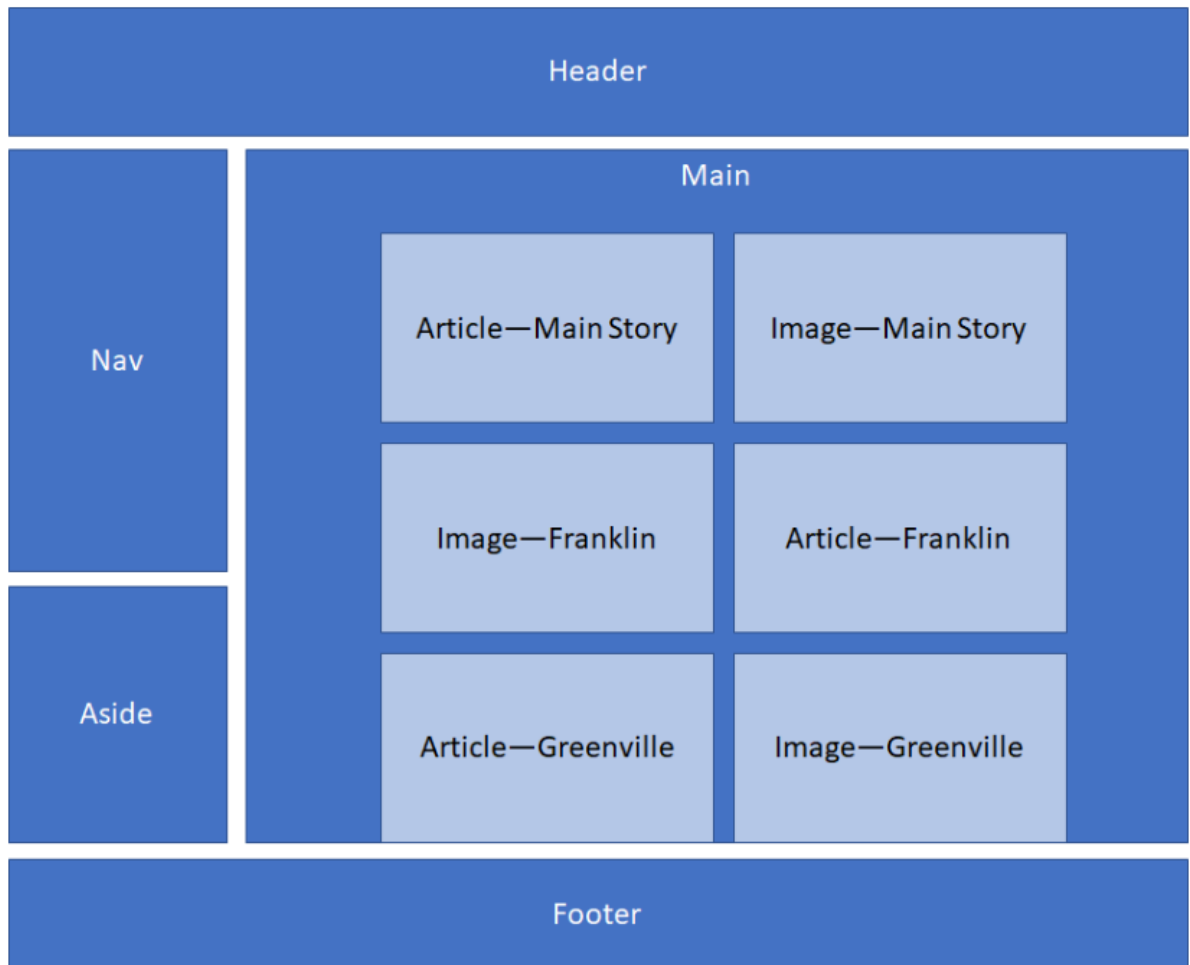 Header
Nav
Main
Article—Main Story
Image—Main Story
Image—Franklin
Article—Franklin
Aside
Article—Greenville
Image—Greenville
Footer